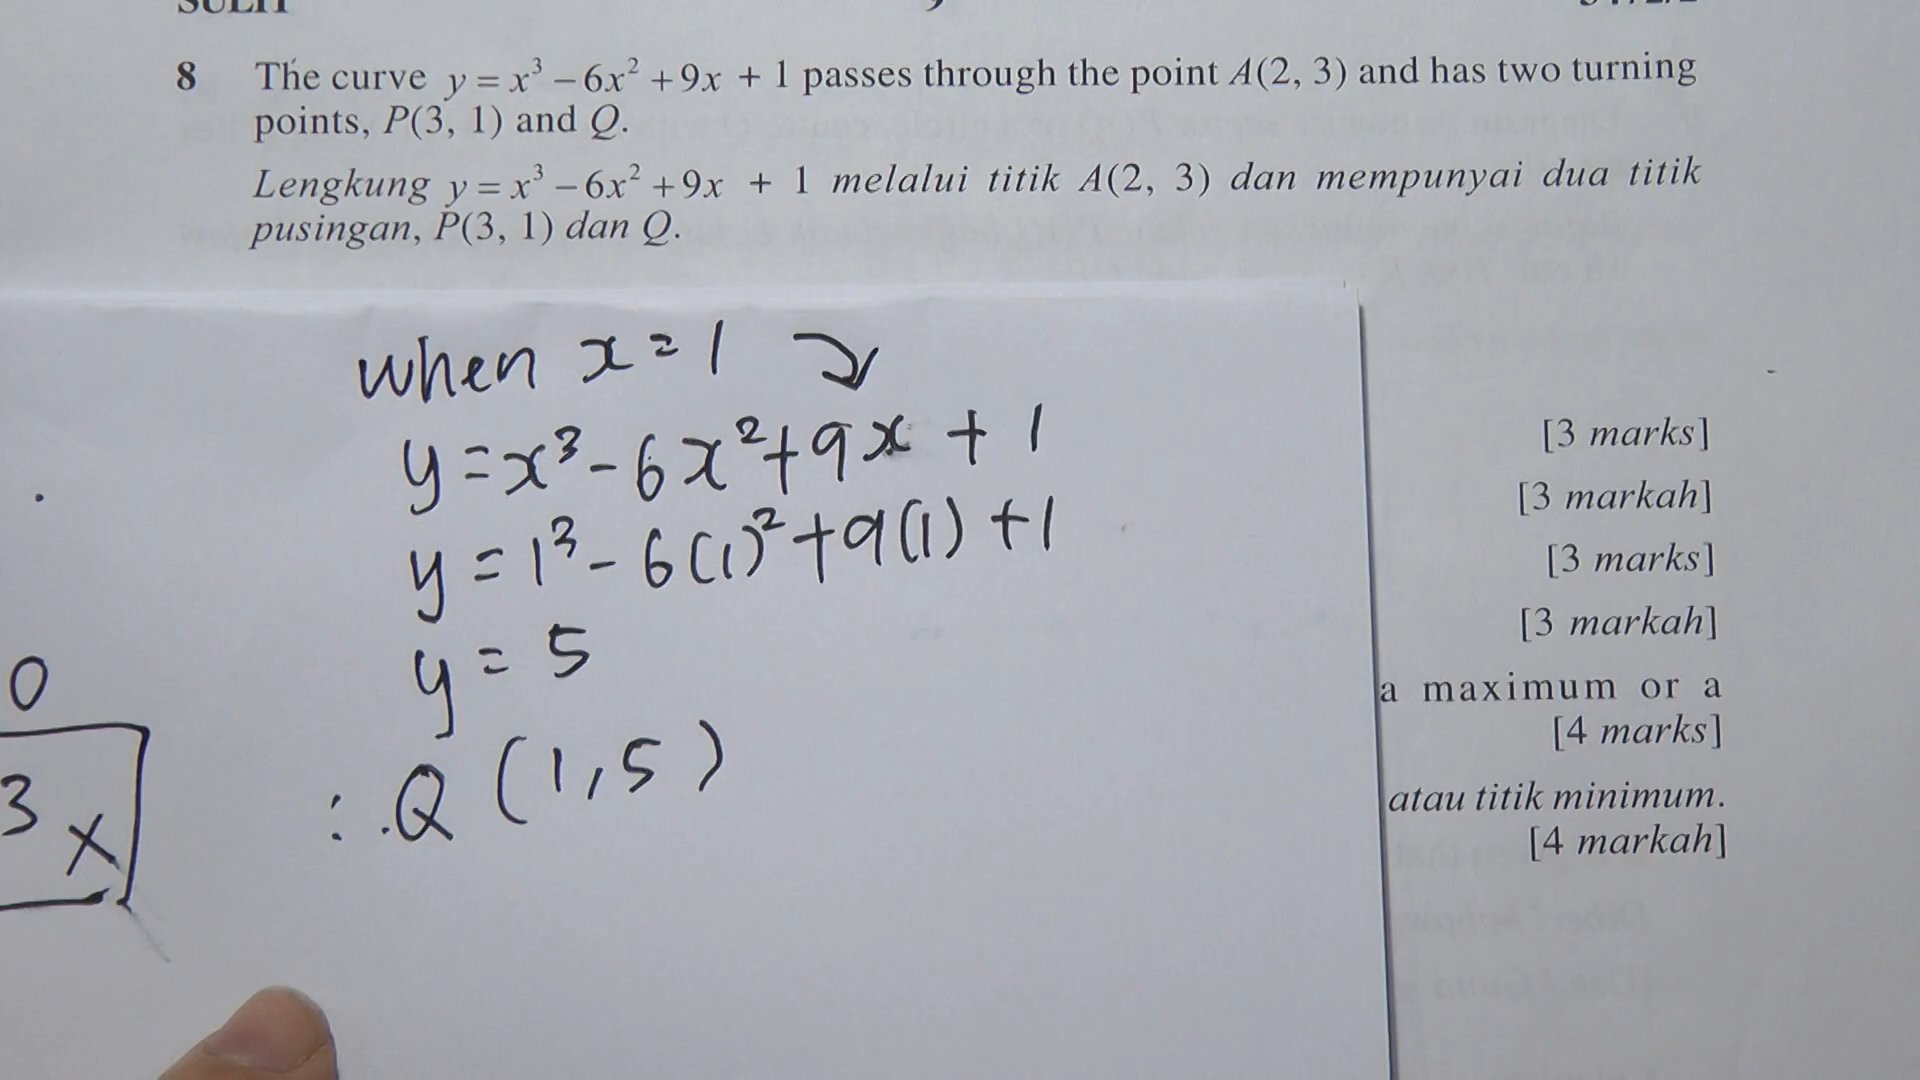 8 The curve y = x³ – 6x² + 9x + 1 passes through the point A(2, 3) and has two turning
points, P(3, 1) and Q.
Lengkung y = x³ – 6x² + 9x + 1 melalui titik A(2, 3) dan mempunyai dua titik
pusingan, P(3, 1) dan Q.
when x = 1
y = x³ - 6x² + 9x + 1
y = 1³ - 6(1)² + 9(1) + 1
y = 5
∴ Q (1, 5)
0
3 x
[3 marks]
[3 markah]
[3 marks]
[3 markah]
a maximum or a
[4 marks]
atau titik minimum.
[4 markah]